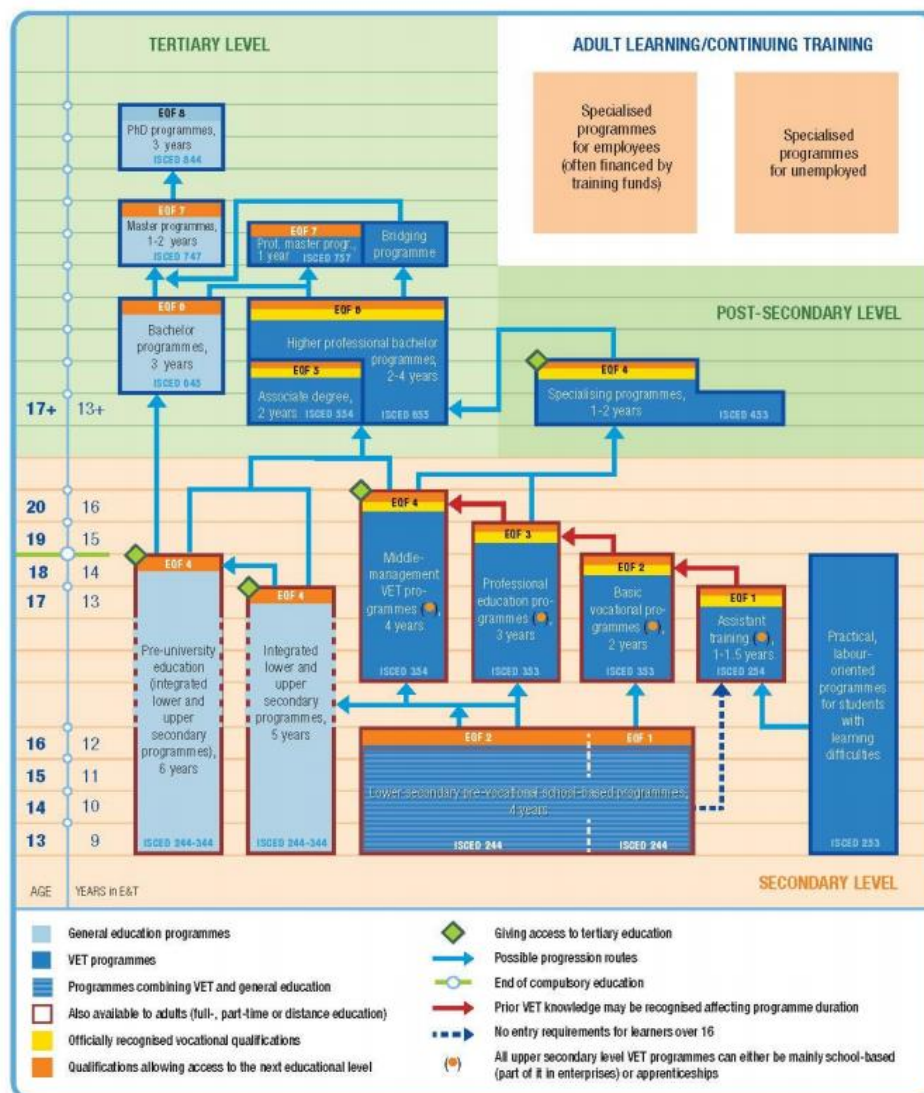 TERTIARY LEVEL
ADULT LEARNING/CONTINUING TRAINING
Specialised
programmes
for employees
(often financed by
training funds)
Specialised
programmes
for unemployed
EQF 8
PhD programmes,
3 years
ISCED 844
EQF 7
Master programmes,
1-2 years
ISCED 747
EQF 7
Prof. master progr.,
1 year
ISCED 757
Bridging
programme
POST-SECONDARY LEVEL
EQF 6
Bachelor
programmes,
3 years
ISCED 645
EQF 6
Higher professional bachelor
programmes,
2-4 years
ISCED 655
EQF 5
Associate degree,
2 years
ISCED 554
EQF 4
Specialising programmes,
1-2 years
ISCED 453
17+ 13+
20 16
19 15
18 14
17 13
16 12
15 11
14 10
13 9
AGE YEARS in E&T
EQF 4
Pre-university
education
(integrated
lower and
upper
secondary
programmes),
6 years
ISCED 244-344
EQF 4
Integrated
lower and
upper
secondary
programmes,
5 years
ISCED 244-344
EQF 4
Middle-
management
VET pro-
grammes ( ),
4 years
ISCED 354
EQF 3
Professional
education pro-
grammes ( ),
3 years
ISCED 353
EQF 2
Basic
vocational pro-
grammes ( ),
2 years
ISCED 353
EQF 1
Assistant
training ( ),
1-1.5 years
ISCED 254
Practical,
labour-
oriented
programmes
for students
with
learning
difficulties
ISCED 253
EQF 2
EQF 1
Lower secondary pre-vocational school-based programmes,
4 years
ISCED 244
ISCED 244
SECONDARY LEVEL
General education programmes
VET programmes
Programmes combining VET and general education
Also available to adults (full-, part-time or distance education)
Officially recognised vocational qualifications
Qualifications allowing access to the next educational level
Giving access to tertiary education
Possible progression routes
End of compulsory education
Prior VET knowledge may be recognised affecting programme duration
No entry requirements for learners over 16
All upper secondary level VET programmes can either be mainly school-based
(part of it in enterprises) or apprenticeships